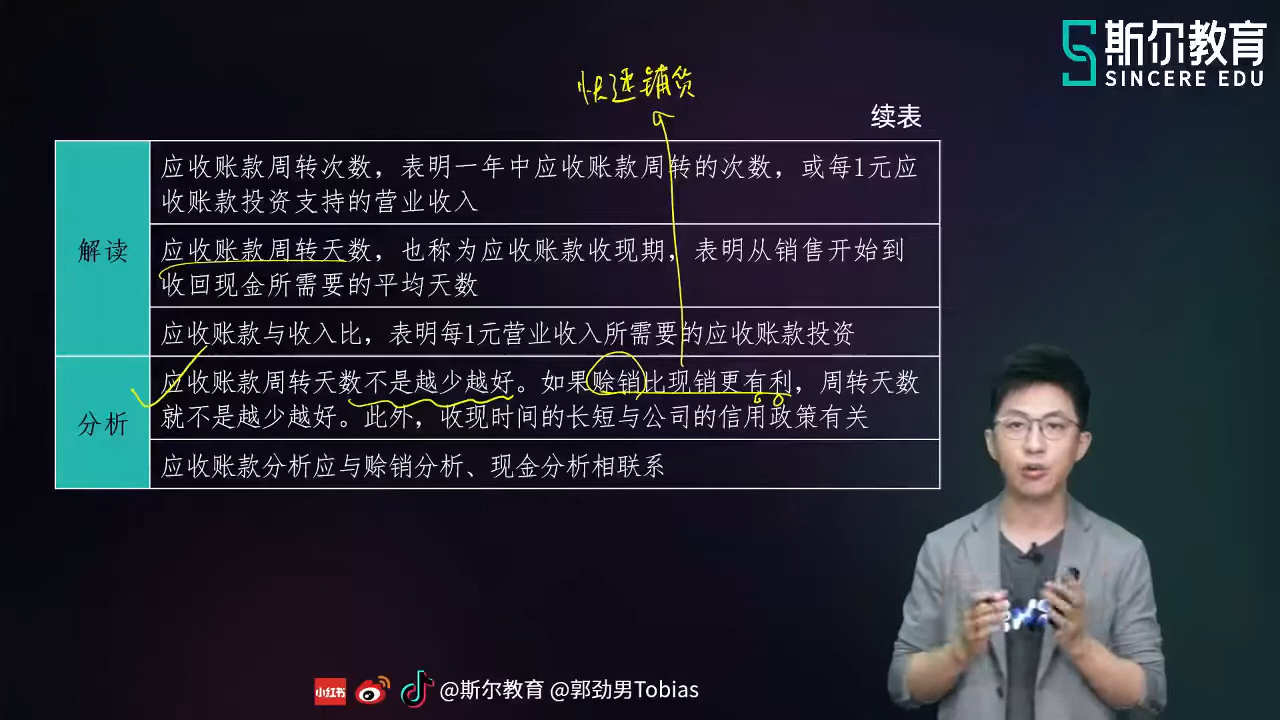 斯尔教育
SINCERE EDU
快速铺货
续表
解读
应收账款周转次数，表明一年中应收账款周转的次数，或每1元应
收账款投资支持的营业收入
应收账款周转天数，也称为应收账款收现期，表明从销售开始到
收回现金所需要的平均天数
应收账款与收入比，表明每1元营业收入所需要的应收账款投资
分析
应收账款周转天数不是越少越好。如果赊销比现销更有利，周转天数
就不是越少越好。此外，收现时间的长短与公司的信用政策有关
应收账款分析应与赊销分析、现金分析相联系
小红书
@斯尔教育 @郭劲男Tobias